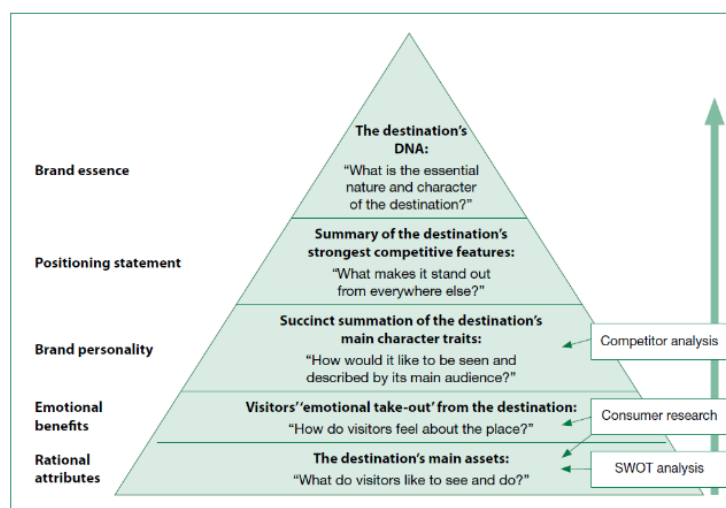 The destination's
DNA:
Brand essence
"What is the essential
nature and character
of the destination?"
Summary of the destination's
strongest competitive features:
Positioning statement
"What makes it stand out
from everywhere else?"
Succinct summation of the destination's
main character traits:
Brand personality
"How would it like to be seen and
described by its main audience?"
Competitor analysis
Emotional
benefits
Visitors' 'emotional take-out' from the destination:
"How do visitors feel about the place?"
Consumer research
Rational
attributes
The destination's main assets:
"What do visitors like to see and do?"
SWOT analysis